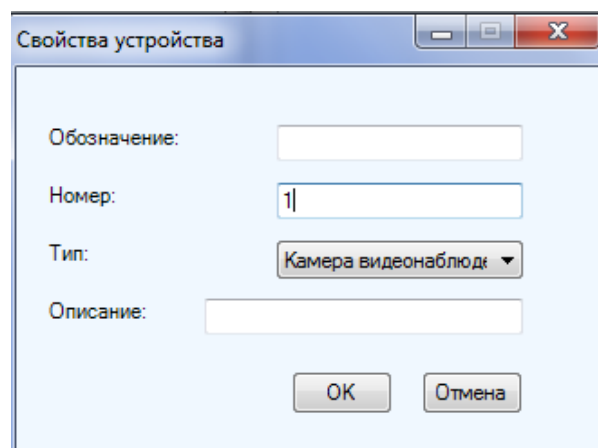 Свойства устройства
Обозначение:
Номер: 1
Тип: Камера видеонаблюде
Описание:
OK Отмена